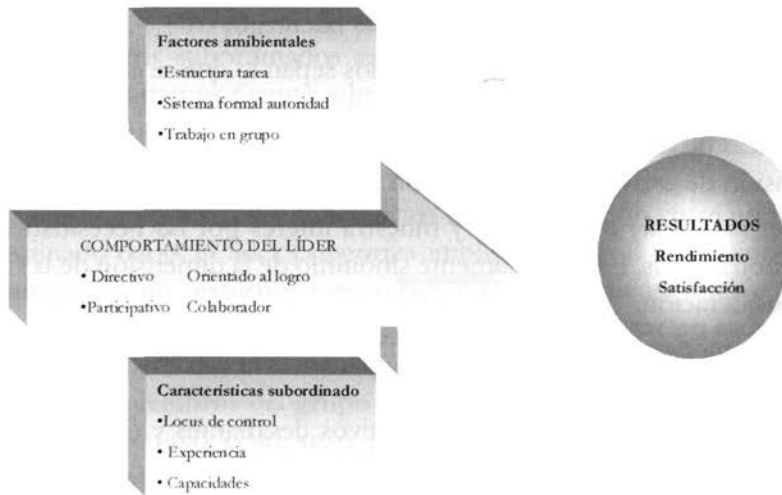 Factores amibientales
•Estructura tarea
•Sistema formal autoridad
•Trabajo en grupo
COMPORTAMIENTO DEL LÍDER
• Directivo Orientado al logro
•Participativo Colaborador
RESULTADOS
Rendimiento
Satisfacción
Características subordinado
•Locus de control
• Experiencia
• Capacidades